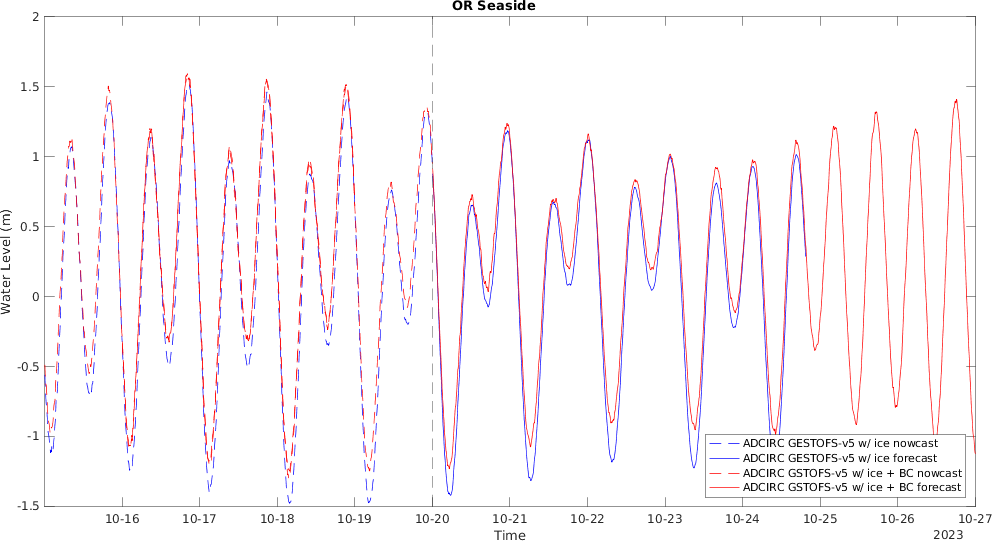 OR Seaside
2
1.5
1
0.5
0
-0.5
-1
-1.5
Water Level (m)
ADCIRC GESTOFS-v5 w/ ice nowcast
ADCIRC GESTOFS-v5 w/ ice forecast
ADCIRC GSTOFS-v5 w/ ice + BC nowcast
ADCIRC GSTOFS-v5 w/ ice + BC forecast
10-16 10-17 10-18 10-19 10-20 10-21 10-22 10-23 10-24 10-25 10-26 10-27
Time
2023